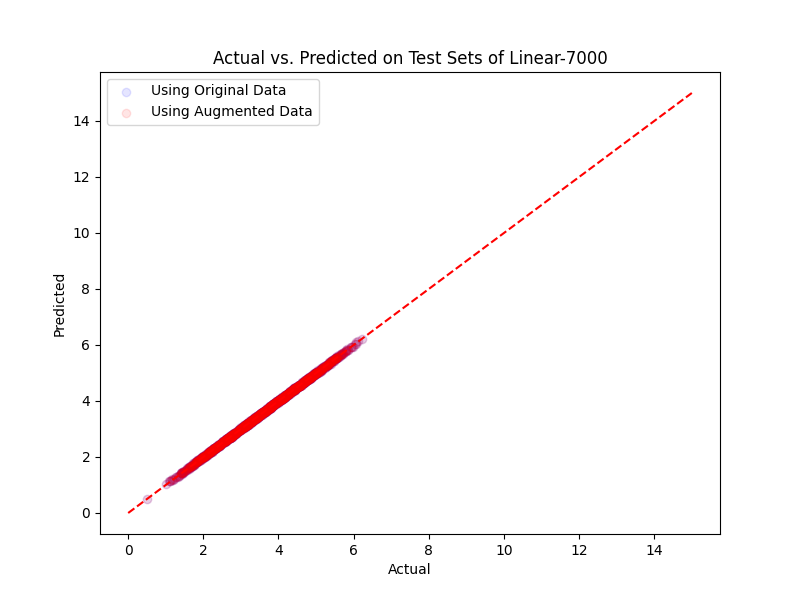 Actual vs. Predicted on Test Sets of Linear-7000
Using Original Data
Using Augmented Data
14
12
10
8
6
4
2
0
Predicted
0 2 4 6 8 10 12 14
Actual